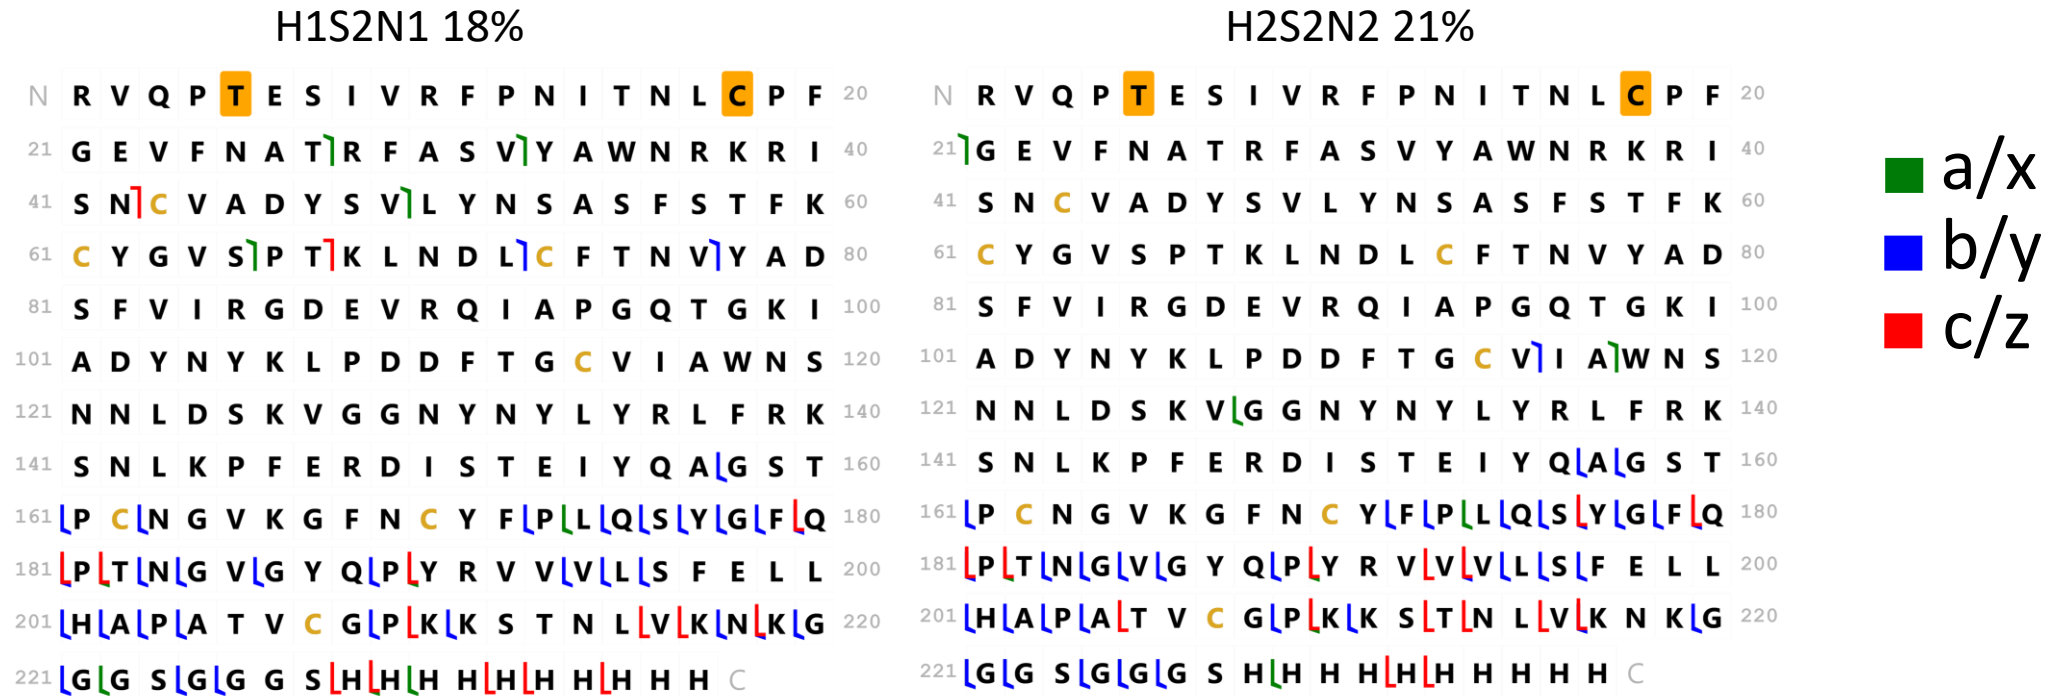 H1S2N1 18%
N R V Q P T E S I V R F P N I T N L C P F 20
21 G E V F N A T R F A S V Y A W N R K R I 40
41 S N C V A D Y S V L Y N S A S F S T F K 60
61 C Y G V S P T K L N D L C F T N V Y A D 80
81 S F V I R G D E V R Q I A P G Q T G K I 100
101 A D Y N Y K L P D D F T G C V I A W N S 120
121 N N L D S K V G G N Y N Y L Y R L F R K 140
141 S N L K P F E R D I S T E I Y Q A G S T 160
161 P C N G V K G F N C Y F P L Q S Y G F Q 180
181 P T N G V G Y Q P Y R V V V L S F E L L 200
201 H A P A T V C G P K K S T N L V K N K G 220
221 G G S G G G S H H H H H H H H H H C
H2S2N2 21%
N R V Q P T E S I V R F P N I T N L C P F 20
21 G E V F N A T R F A S V Y A W N R K R I 40
41 S N C V A D Y S V L Y N S A S F S T F K 60
61 C Y G V S P T K L N D L C F T N V Y A D 80
81 S F V I R G D E V R Q I A P G Q T G K I 100
101 A D Y N Y K L P D D F T G C V I A W N S 120
121 N N L D S K V G G N Y N Y L Y R L F R K 140
141 S N L K P F E R D I S T E I Y Q A G S T 160
161 P C N G V K G F N C Y F P L Q S Y G F Q 180
181 P T N G V G Y Q P Y R V V V L S F E L L 200
201 H A P A T V C G P K K S T N L V K N K G 220
221 G G S G G G S H H H H H H H H H H C
a/x
b/y
c/z